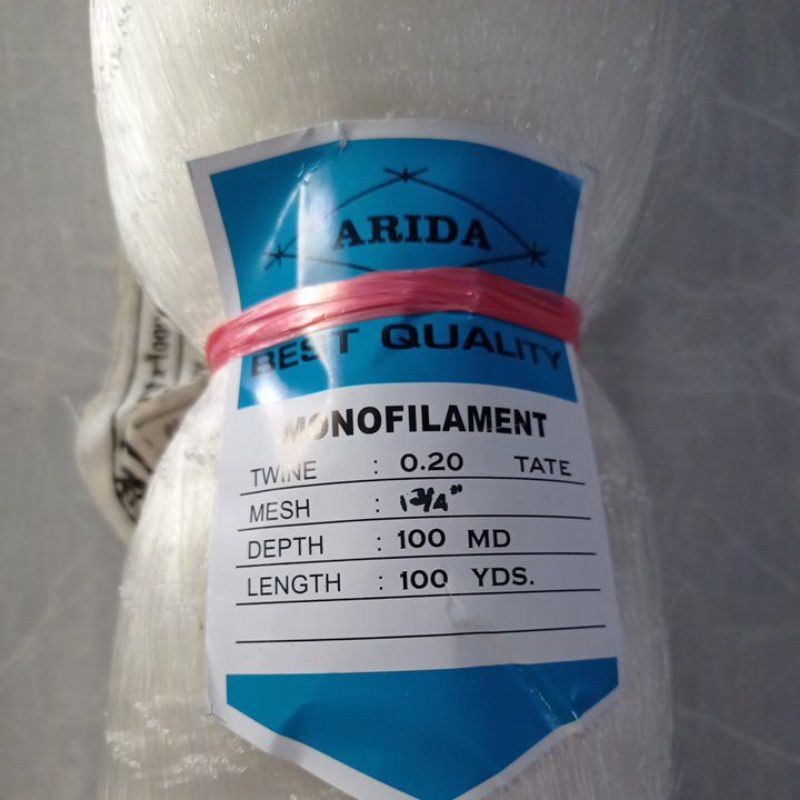 ARIDA
BEST QUALITY
MONOFILAMENT
TWINE : 0.20 TATE
MESH : 1 3/4"
DEPTH : 100 MD
LENGTH : 100 YDS.